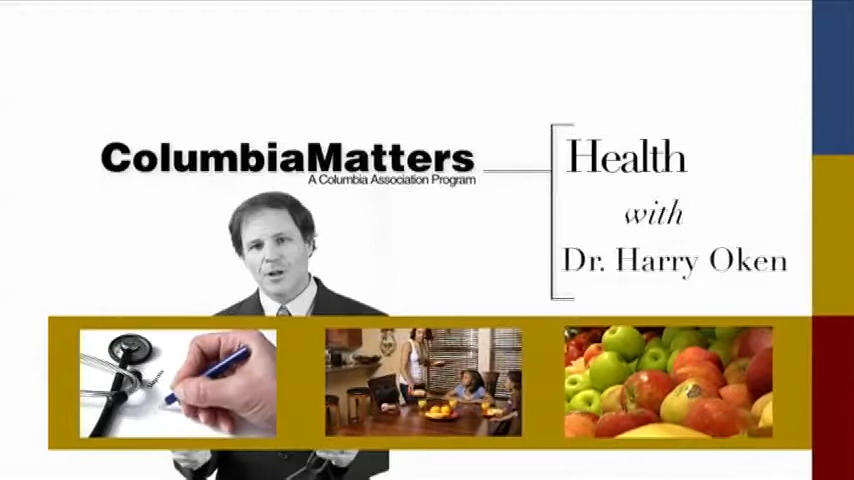 ColumbiaMatters
A Columbia Association Program
Health
with
Dr. Harry Oken